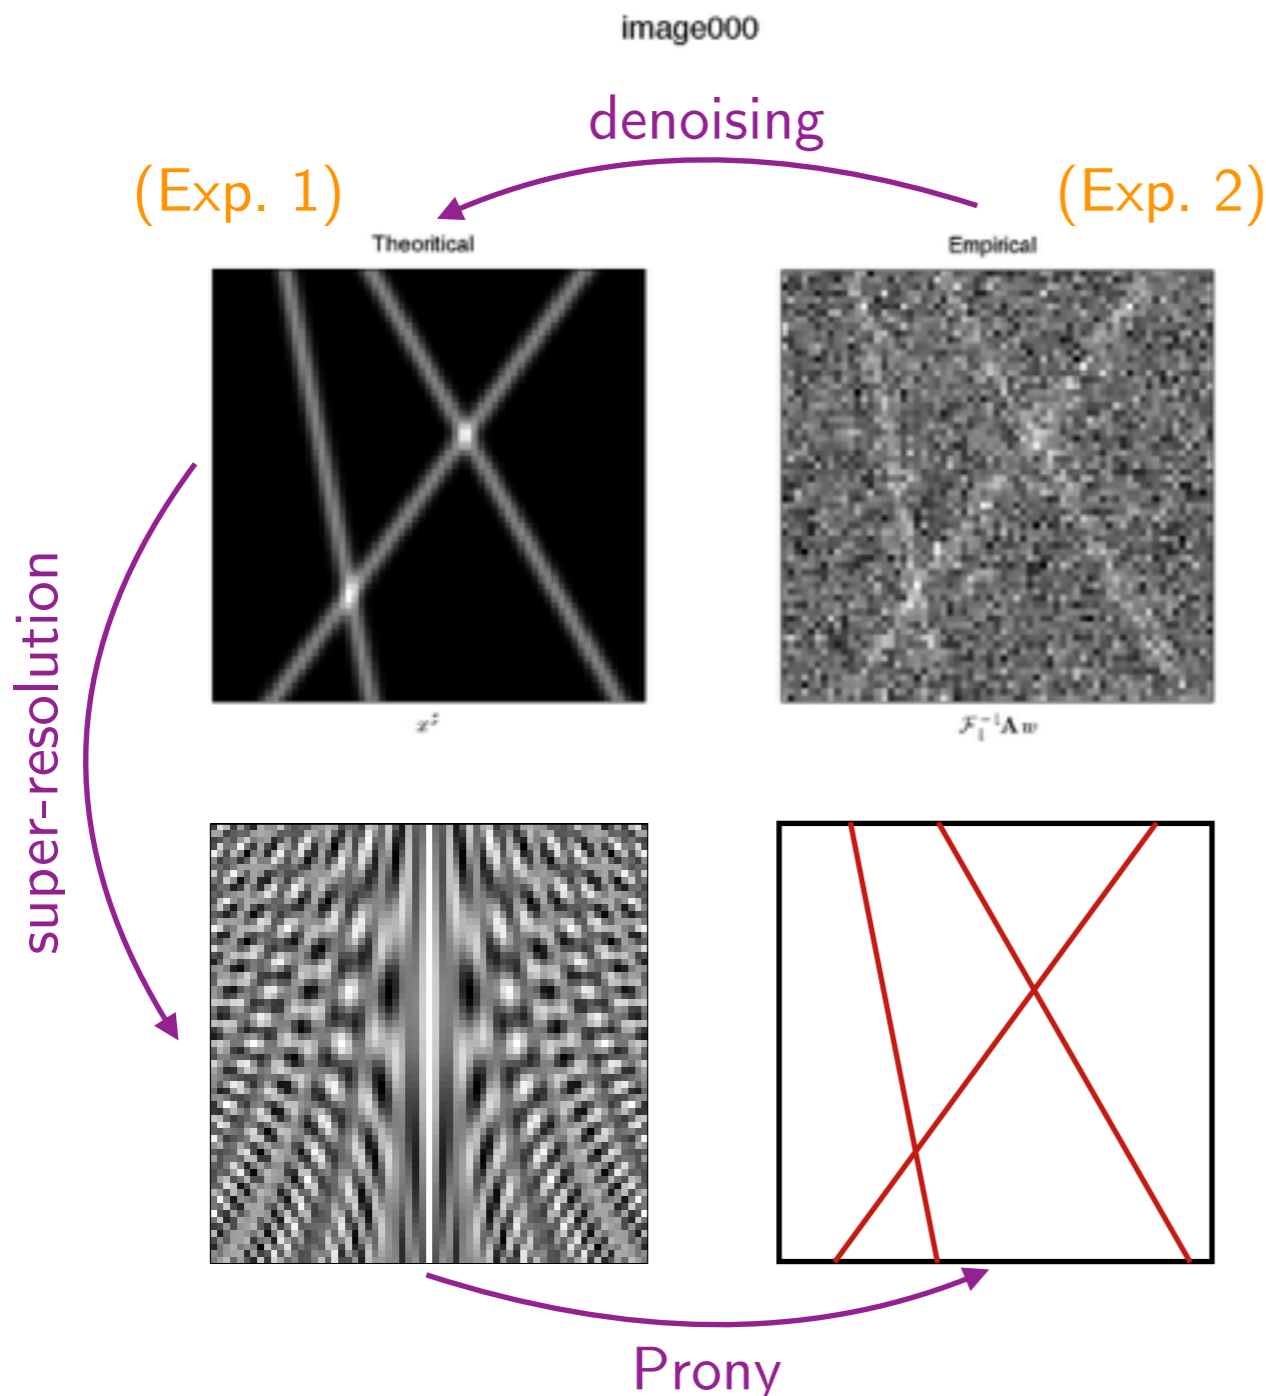 image000
denoising
(Exp. 1)
(Exp. 2)
Theoritical
Empirical
super-resolution
Prony